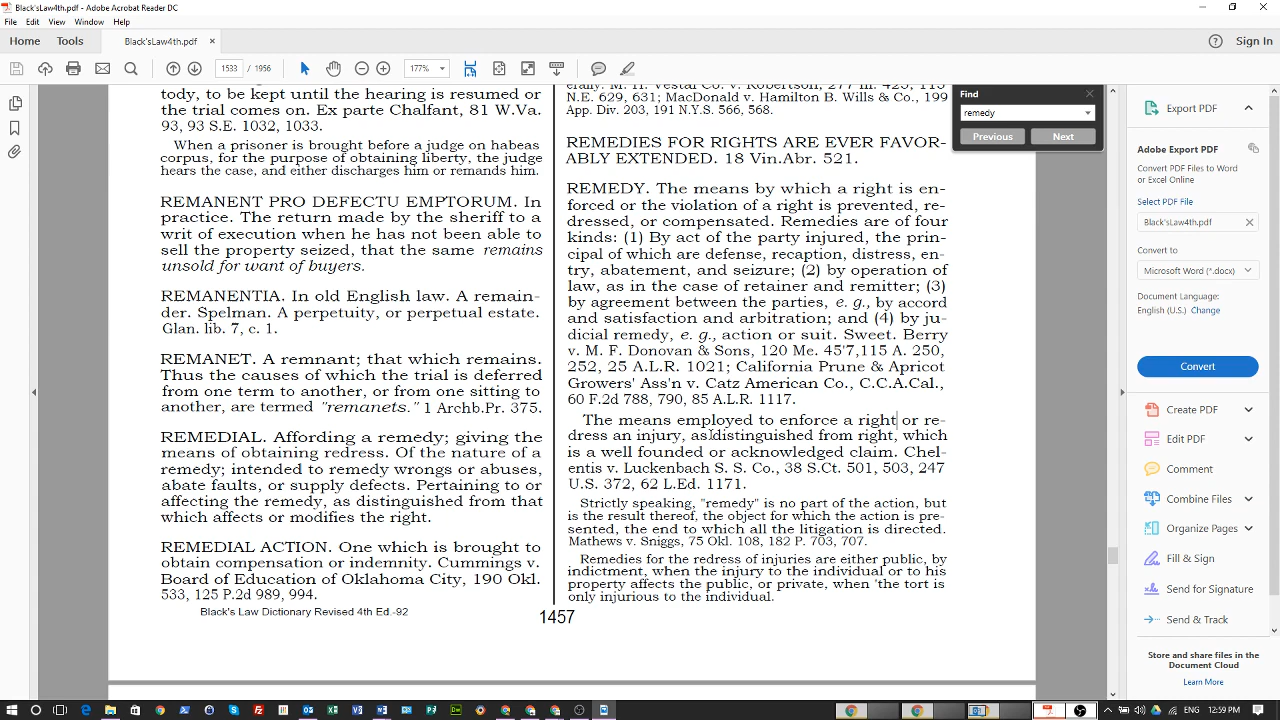 Black'sLaw4th.pdf - Adobe Acrobat Reader DC
File Edit View Window Help
Home Tools Black'sLaw4th.pdf × Sign In
1533 / 1956 177%
tody, to be kept until the hearing is resumed or
the trial comes on. Ex parte Chalfant, 81 W.Va.
93, 93 S.E. 1032, 1033.
When a prisoner is brought before a judge on habeas
corpus, for the purpose of obtaining liberty, the judge
hears the case, and either discharges him or remands him.
REMANENT PRO DEFECTU EMPTORUM. In
practice. The return made by the sheriff to a
writ of execution when he has not been able to
sell the property seized, that the same remains
unsold for want of buyers.
REMANENTIA. In old English law. A remain-
der. Spelman. A perpetuity, or perpetual estate.
Glan. lib. 7, c. 1.
REMANET. A remnant; that which remains.
Thus the causes of which the trial is deferred
from one term to another, or from one sitting to
another, are termed "remanets." 1 Archb.Pr. 375.
REMEDIAL. Affording a remedy; giving the
means of obtaining redress. Of the nature of a
remedy; intended to remedy wrongs or abuses,
abate faults, or supply defects. Pertaining to or
affecting the remedy, as distinguished from that
which affects or modifies the right.
REMEDIAL ACTION. One which is brought to
obtain compensation or indemnity. Cummings v.
Board of Education of Oklahoma City, 190 Okl.
533, 125 P.2d 989, 994.
Black's Law Dictionary Revised 4th Ed.-92
N.E. 629, 631; MacDonald v. Hamilton B. Wills & Co., 199
App. Div. 203, 191 N.Y.S. 566, 568.
REMEDIES FOR RIGHTS ARE EVER FAVOR-
ABLY EXTENDED. 18 Vin.Abr. 521.
REMEDY. The means by which a right is en-
forced or the violation of a right is prevented, re-
dressed, or compensated. Remedies are of four
kinds: (1) By act of the party injured, the prin-
cipal of which are defense, recaption, distress, en-
try, abatement, and seizure; (2) by operation of
law, as in the case of retainer and remitter; (3)
by agreement between the parties, e. g., by accord
and satisfaction and arbitration; and (4) by ju-
dicial remedy, e. g., action or suit. Sweet. Berry
v. M. F. Donovan & Sons, 120 Me. 45'7,115 A. 250,
252, 25 A.L.R. 1021; California Prune & Apricot
Growers' Ass'n v. Catz American Co., C.C.A.Cal.,
60 F.2d 788, 790, 85 A.L.R. 1117.
The means employed to enforce a right or re-
dress an injury, as distinguished from right, which
is a well founded or acknowledged claim. Chel-
entis v. Luckenbach S. S. Co., 38 S.Ct. 501, 503, 247
U.S. 372, 62 L.Ed. 1171.
Strictly speaking, "remedy" is no part of the action, but
is the result thereof, the object for which the action is pre-
sented, the end to which all the litigation is directed.
Mathews v. Sniggs, 75 Okl. 108, 182 P. 703, 707.
Remedies for the redress of injuries are either public, by
indictment, when the injury to the individual or to his
property affects the public, or private, when 'the tort is
only injurious to the individual.
1457
Find
remedy
Previous Next
Export PDF
Adobe Export PDF
Convert PDF Files to Word
or Excel Online
Select PDF File
Black'sLaw4th.pdf
Convert to
Microsoft Word (*.docx)
Document Language:
English (U.S.) Change
Convert
Create PDF
Edit PDF
Comment
Combine Files
Organize Pages
Fill & Sign
Send for Signature
Send & Track
Store and share files in the
Document Cloud
Learn More
ENG 12:59 PM